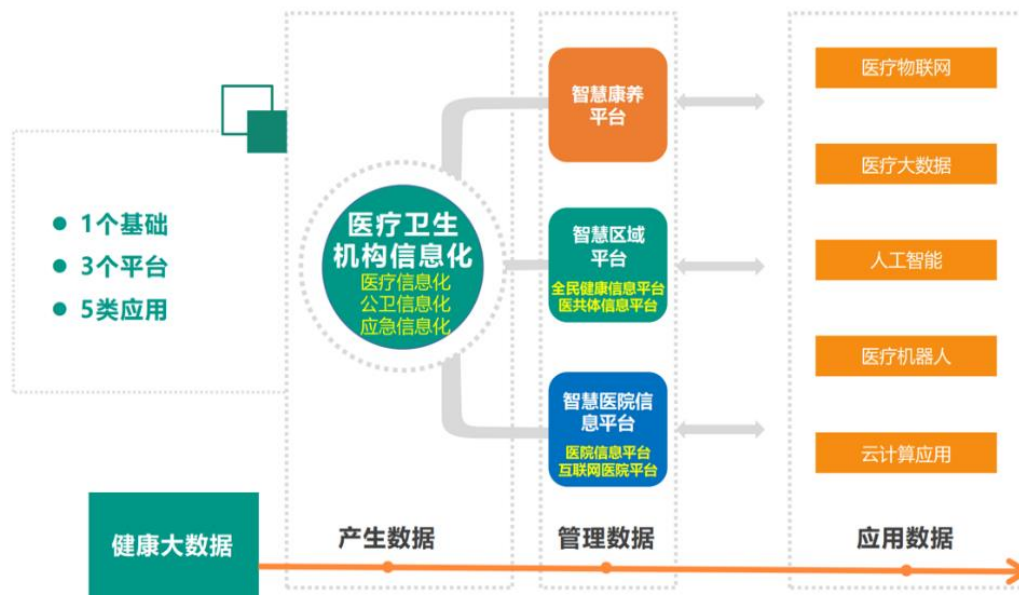 1个基础
3个平台
5类应用
健康大数据
医疗卫生
机构信息化
医疗信息化
公卫信息化
应急信息化
产生数据
智慧康养
平台
智慧区域
平台
全民健康信息平台
医共体信息平台
智慧医院信
息平台
医院信息平台
互联网医院平台
管理数据
医疗物联网
医疗大数据
人工智能
医疗机器人
云计算应用
应用数据